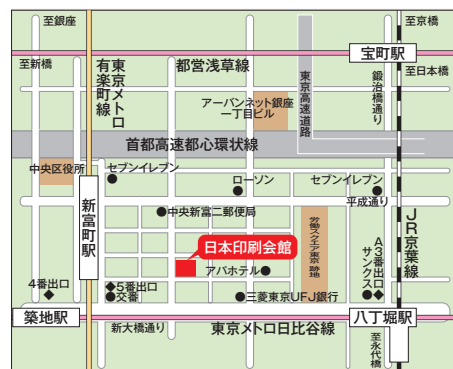 至銀座
至京橋
宝町駅
至新橋
東京メトロ
有楽町線
都営浅草線
東京高速道路
鍛治橋通り
至日本橋
アーバンネット銀座
一丁目ビル
首都高速都心環状線
中央区役所
セブンイレブン
ローソン
セブンイレブン
平成通り
新富町駅
中央新富二郵便局
労働スクエア東京 跡地
JR京葉線
日本印刷会館
アパホテル
A3番出口
サンクス
4番出口
5番出口
交番
三菱東京UFJ銀行
築地駅
新大橋通り
東京メトロ日比谷線
八丁堀駅
至永代橋